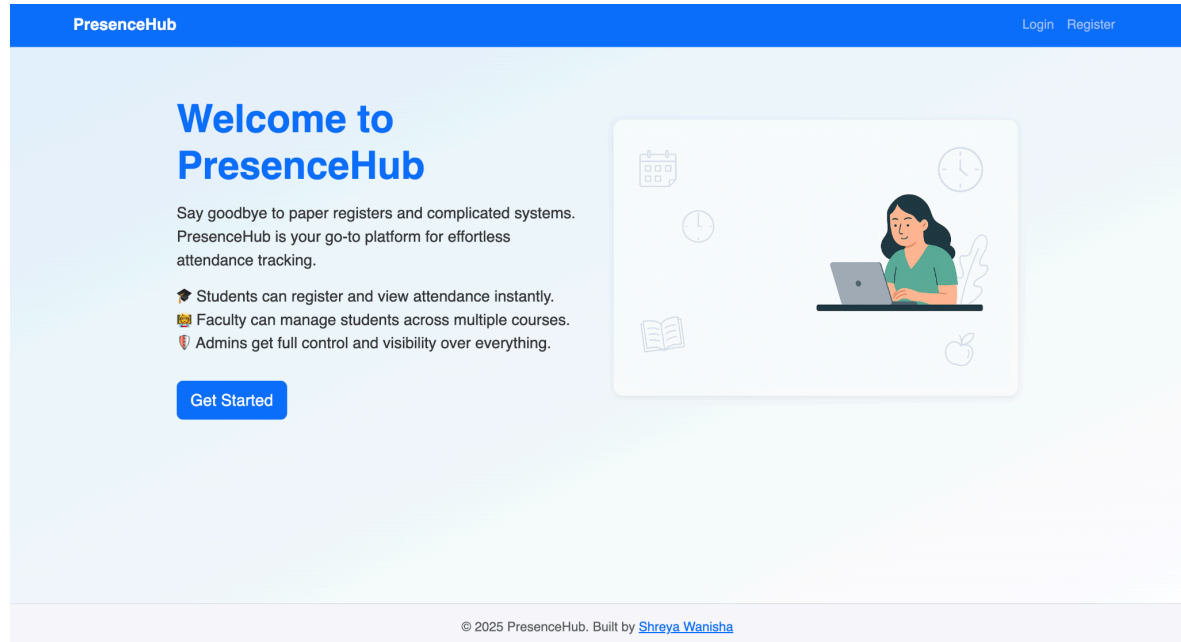 PresenceHub
Login Register
Welcome to
PresenceHub
Say goodbye to paper registers and complicated systems.
PresenceHub is your go-to platform for effortless
attendance tracking.
🎓 Students can register and view attendance instantly.
Faculty can manage students across multiple courses.
Admins get full control and visibility over everything.
Get Started
© 2025 PresenceHub. Built by Shreya Wanisha